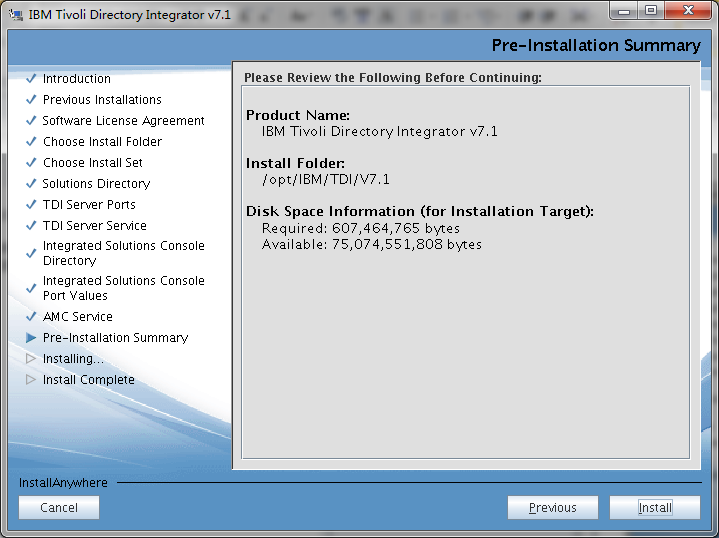 IBM Tivoli Directory Integrator v7.1
Pre-Installation Summary
Introduction
Previous Installations
Software License Agreement
Choose Install Folder
Choose Install Set
Solutions Directory
TDI Server Ports
TDI Server Service
Integrated Solutions Console
Directory
Integrated Solutions Console
Port Values
AMC Service
Pre-Installation Summary
Installing...
Install Complete
Please Review the Following Before Continuing:
Product Name:
IBM Tivoli Directory Integrator v7.1
Install Folder:
/opt/IBM/TDI/V7.1
Disk Space Information (for Installation Target):
Required: 607,464,765 bytes
Available: 75,074,551,808 bytes
InstallAnywhere
Cancel
Previous
Install